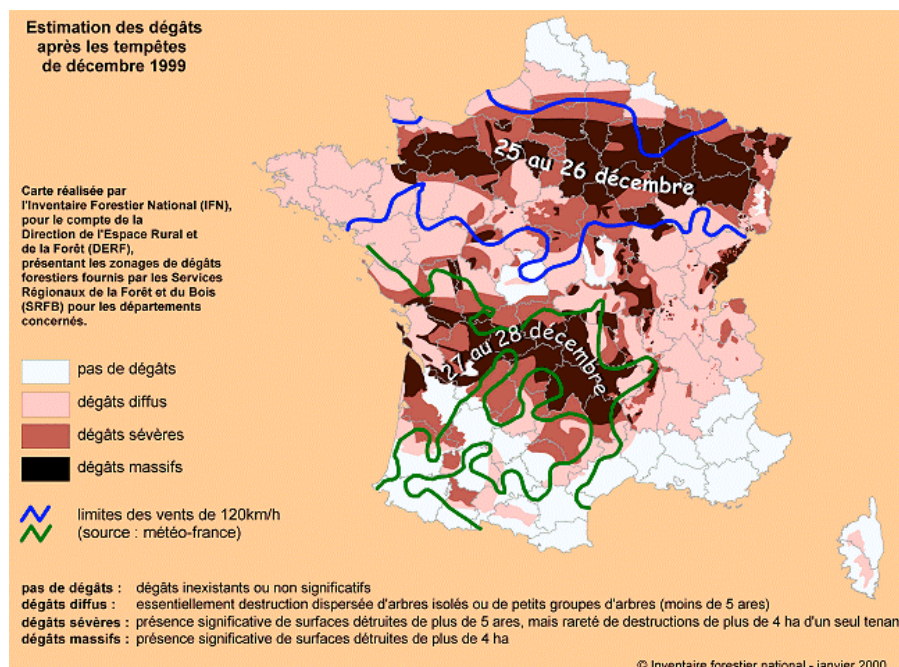 Estimation des dégâts
après les tempêtes
de décembre 1999
25 au 26 décembre
Carte réalisée par
l'Inventaire Forestier National (IFN),
pour le compte de la
Direction de l'Espace Rural et
de la Forêt (DERF),
présentant les zonages de dégâts
forestiers fournis par les Services
Régionaux de la Forêt et du Bois
(SRFB) pour les départements
concernés.
27 au 28 décembre
pas de dégâts
dégâts diffus
dégâts sévères
dégâts massifs
limites des vents de 120km/h
(source : météo-france)
pas de dégâts : dégâts inexistants ou non significatifs
dégâts diffus : essentiellement destruction dispersée d'arbres isolés ou de petits groupes d'arbres (moins de 5 ares)
dégâts sévères : présence significative de surfaces détruites de plus de 5 ares, mais rareté de destructions de plus de 4 ha d'un seul tenan
dégâts massifs : présence significative de surfaces détruites de plus de 4 ha
© Inventaire forestier national - janvier 2000